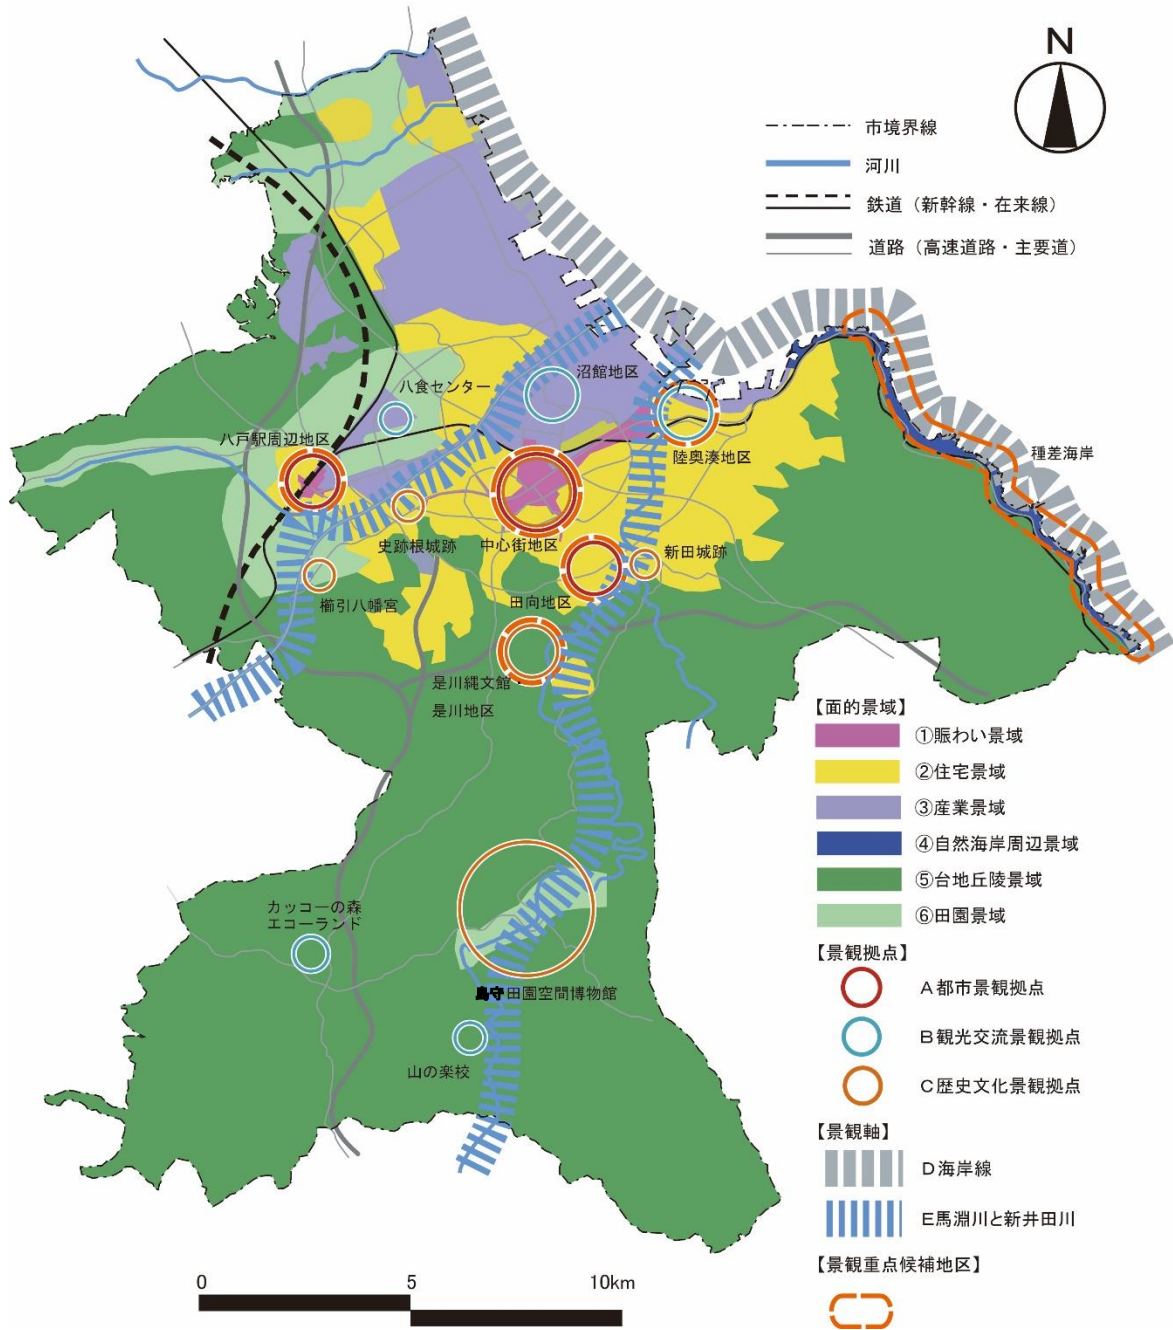 N
市境界線
河川
鉄道（新幹線・在来線）
道路（高速道路・主要道）
沼館地区
八食センター
八戸駅周辺地区
陸奥湊地区
種差海岸
史跡根城跡
中心街地区
新田城跡
櫛引八幡宮
田向地区
是川縄文館・
是川地区
【面的景域】
①賑わい景域
②住宅景域
③産業景域
④自然海岸周辺景域
⑤台地丘陵景域
⑥田園景域
カッコーの森
エコーランド
【景観拠点】
A都市景観拠点
島守田園空間博物館
B観光交流景観拠点
山の楽校
C歴史文化景観拠点
【景観軸】
D海岸線
E馬淵川と新井田川
【景観重点候補地区】
0 5 10km